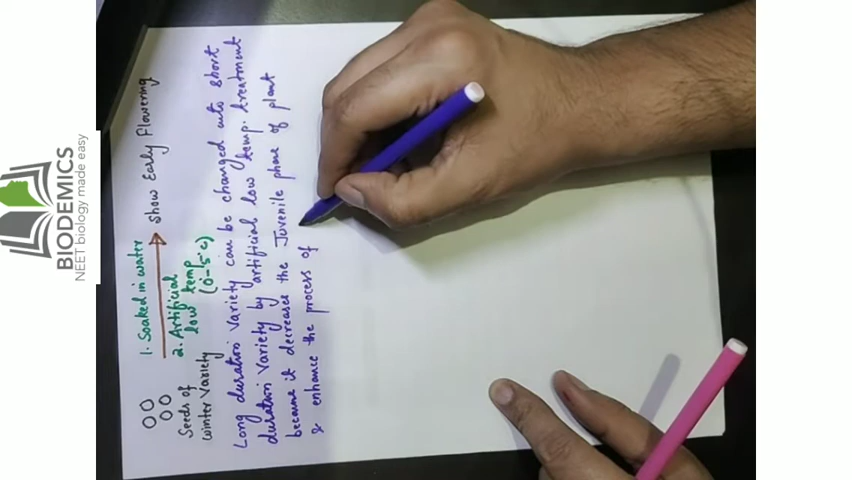 BIODEMICS
NEET biology made easy
1. Soaked in water
2. Artificial
low temp
(0-5°c)
Show Early flowering
Seeds of
winter Variety
Long duration Variety can be changed into short
duration Variety by artificial low temp. treatment
because it decreases the Juvenile phase of plant
& enhance the process of